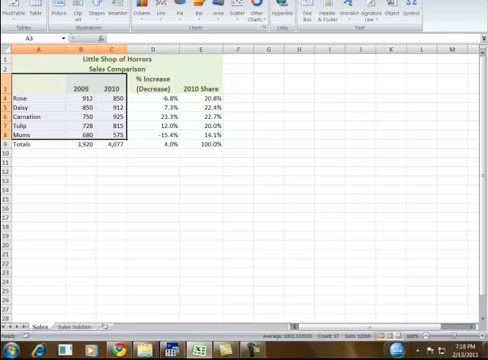 PivotTable Table Picture Clip Art Shapes SmartArt Column Line Pie Bar Area Scatter Other Charts Hyperlink Text Box Header & Footer WordArt Object Symbol
Tables Illustrations Charts Links Text
A3 fx
A B C D E F G H I J K L M
1 Little Shop of Horrors
2 Sales Comparison
3 2009 2010 % Increase (Decrease) 2010 Share
4 Rose 912 850 -6.8% 20.8%
5 Daisy 850 912 7.3% 22.4%
6 Carnation 750 925 23.3% 22.7%
7 Tulip 728 815 12.0% 20.0%
8 Mums 680 575 -15.4% 14.1%
9 Totals 3,920 4,077 4.0% 100.0%
10
11
12
13
14
15
16
17
18
19
20
21
22
23
24
25
26
27
28
Sales Sales Solution
Ready Count: 17 100%
7:18 PM
2/13/2011